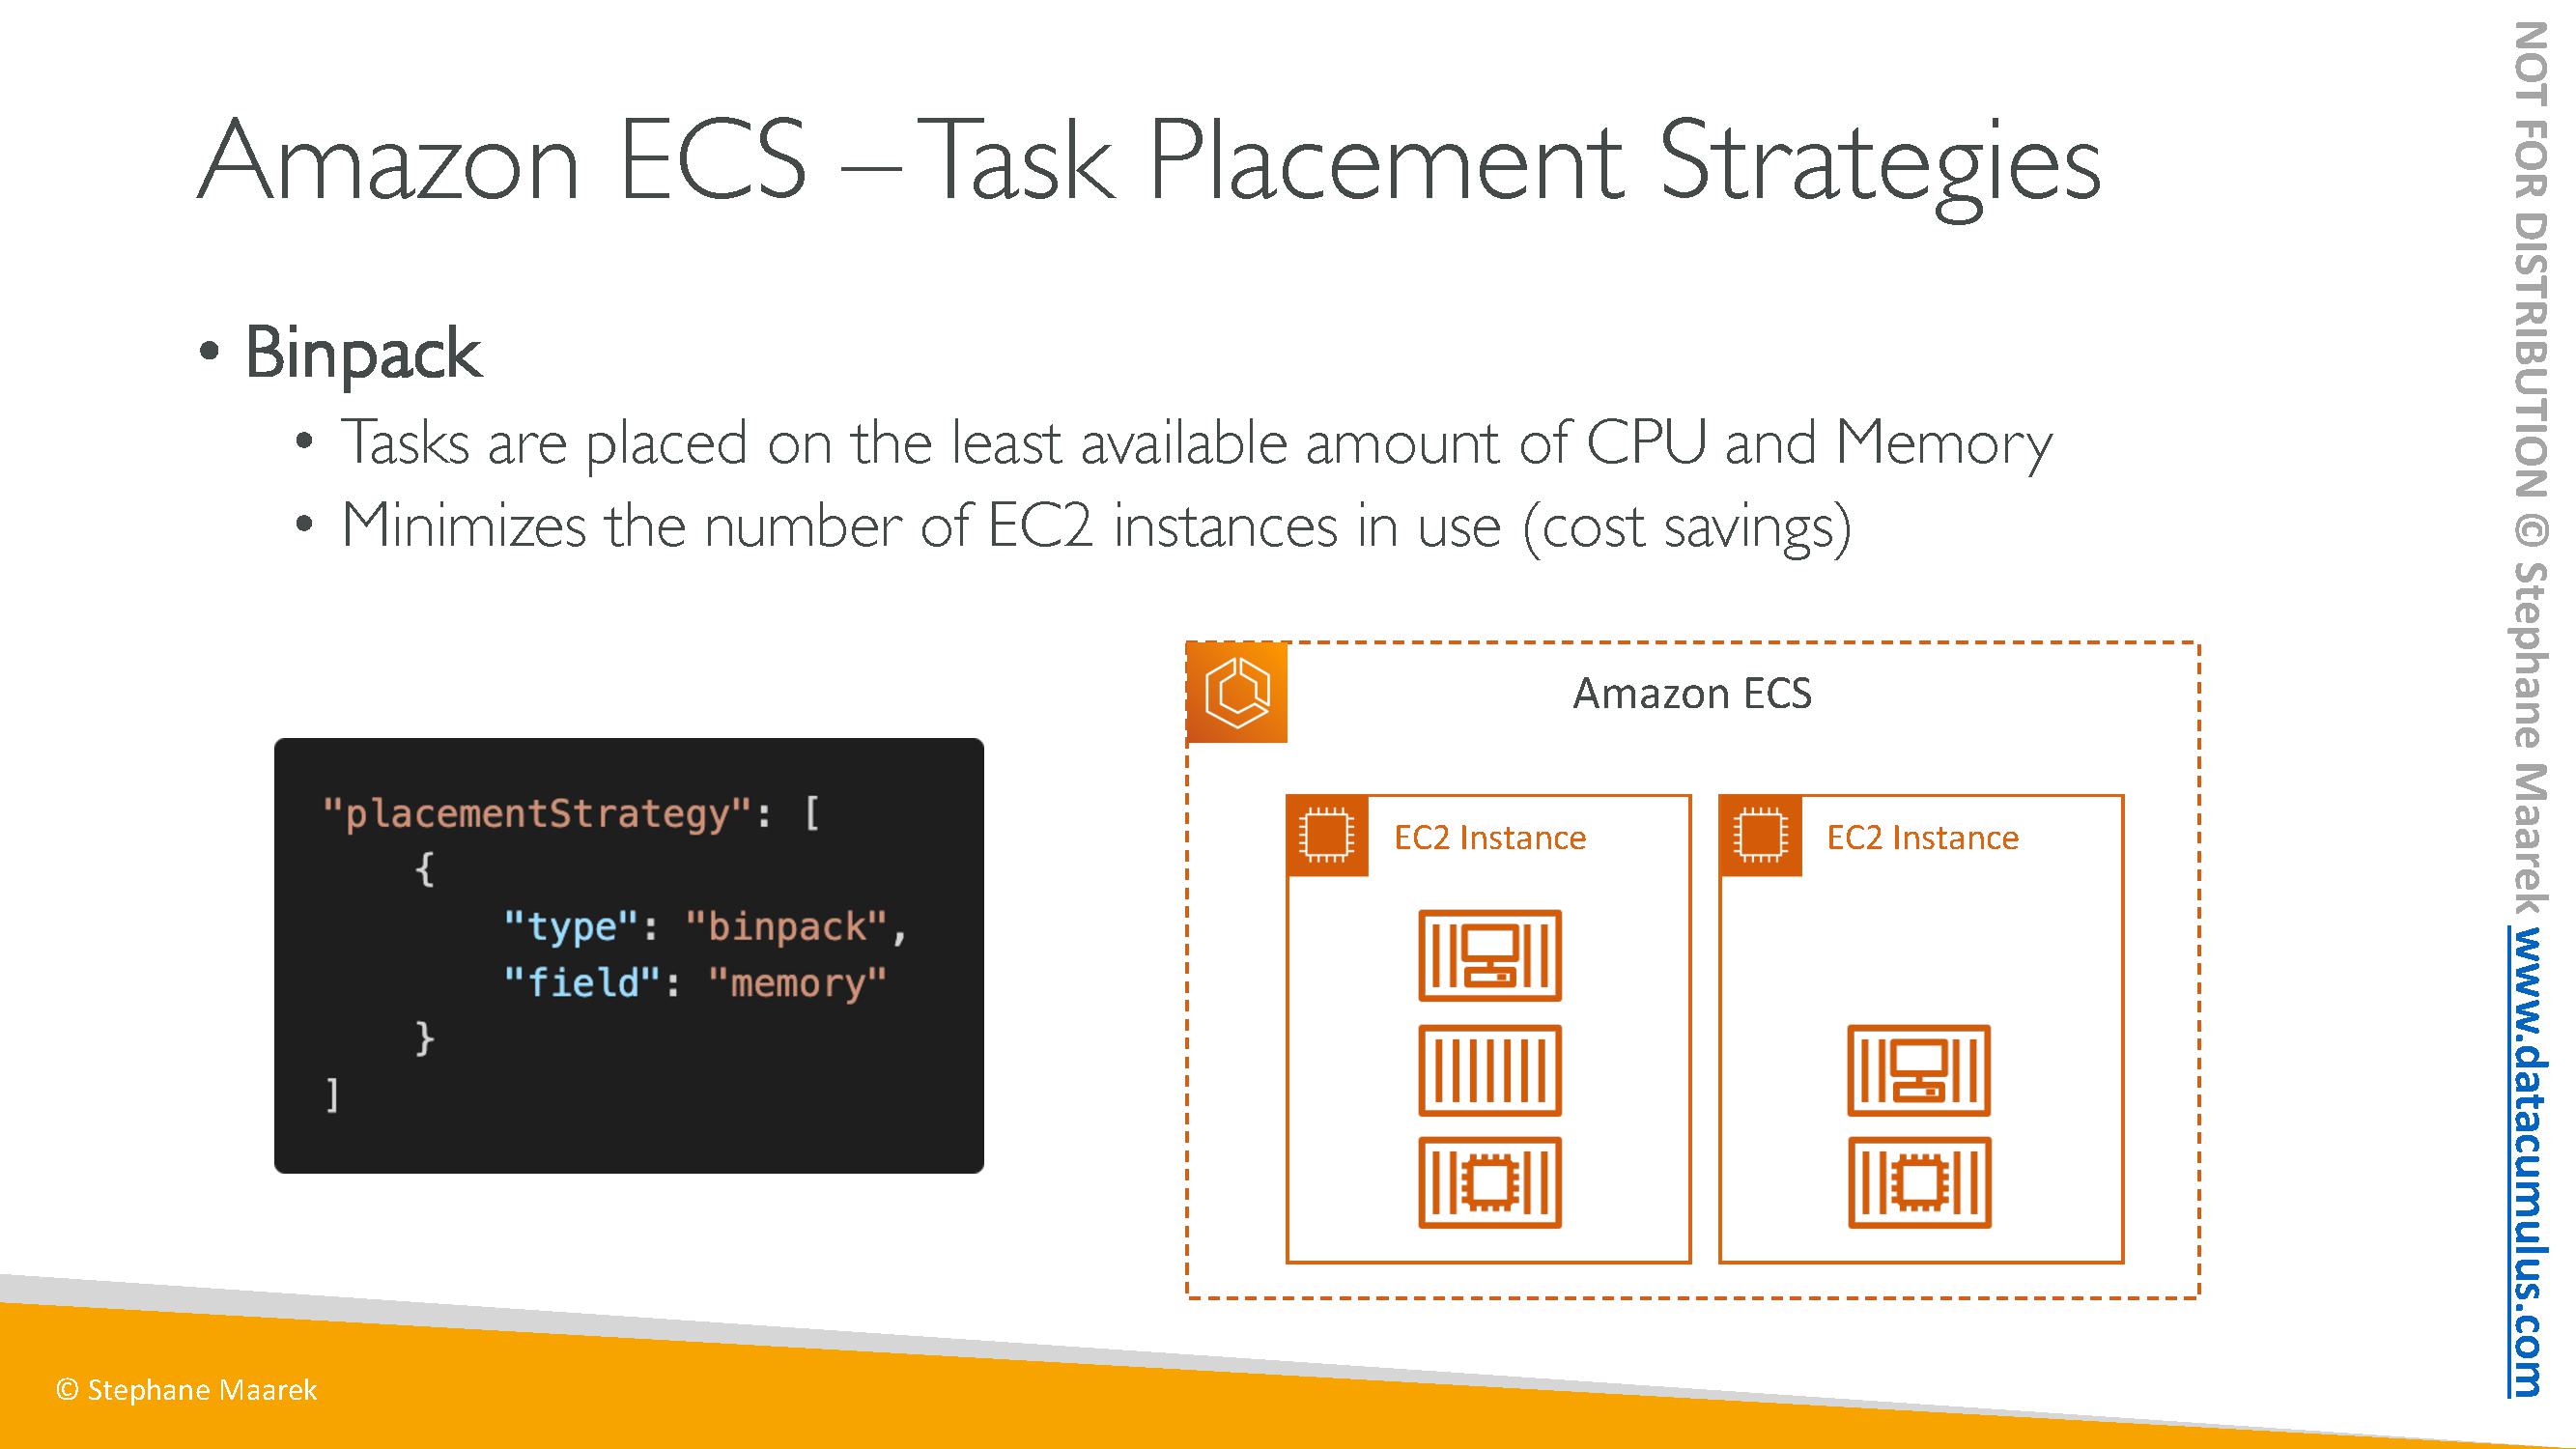 Amazon ECS – Task Placement Strategies
• Binpack
• Tasks are placed on the least available amount of CPU and Memory
• Minimizes the number of EC2 instances in use (cost savings)
"placementStrategy": [
{
"type": "binpack",
"field": "memory"
}
]
Amazon ECS
EC2 Instance
EC2 Instance
© Stephane Maarek
NOT FOR DISTRIBUTION © Stephane Maarek www.datacumulus.com